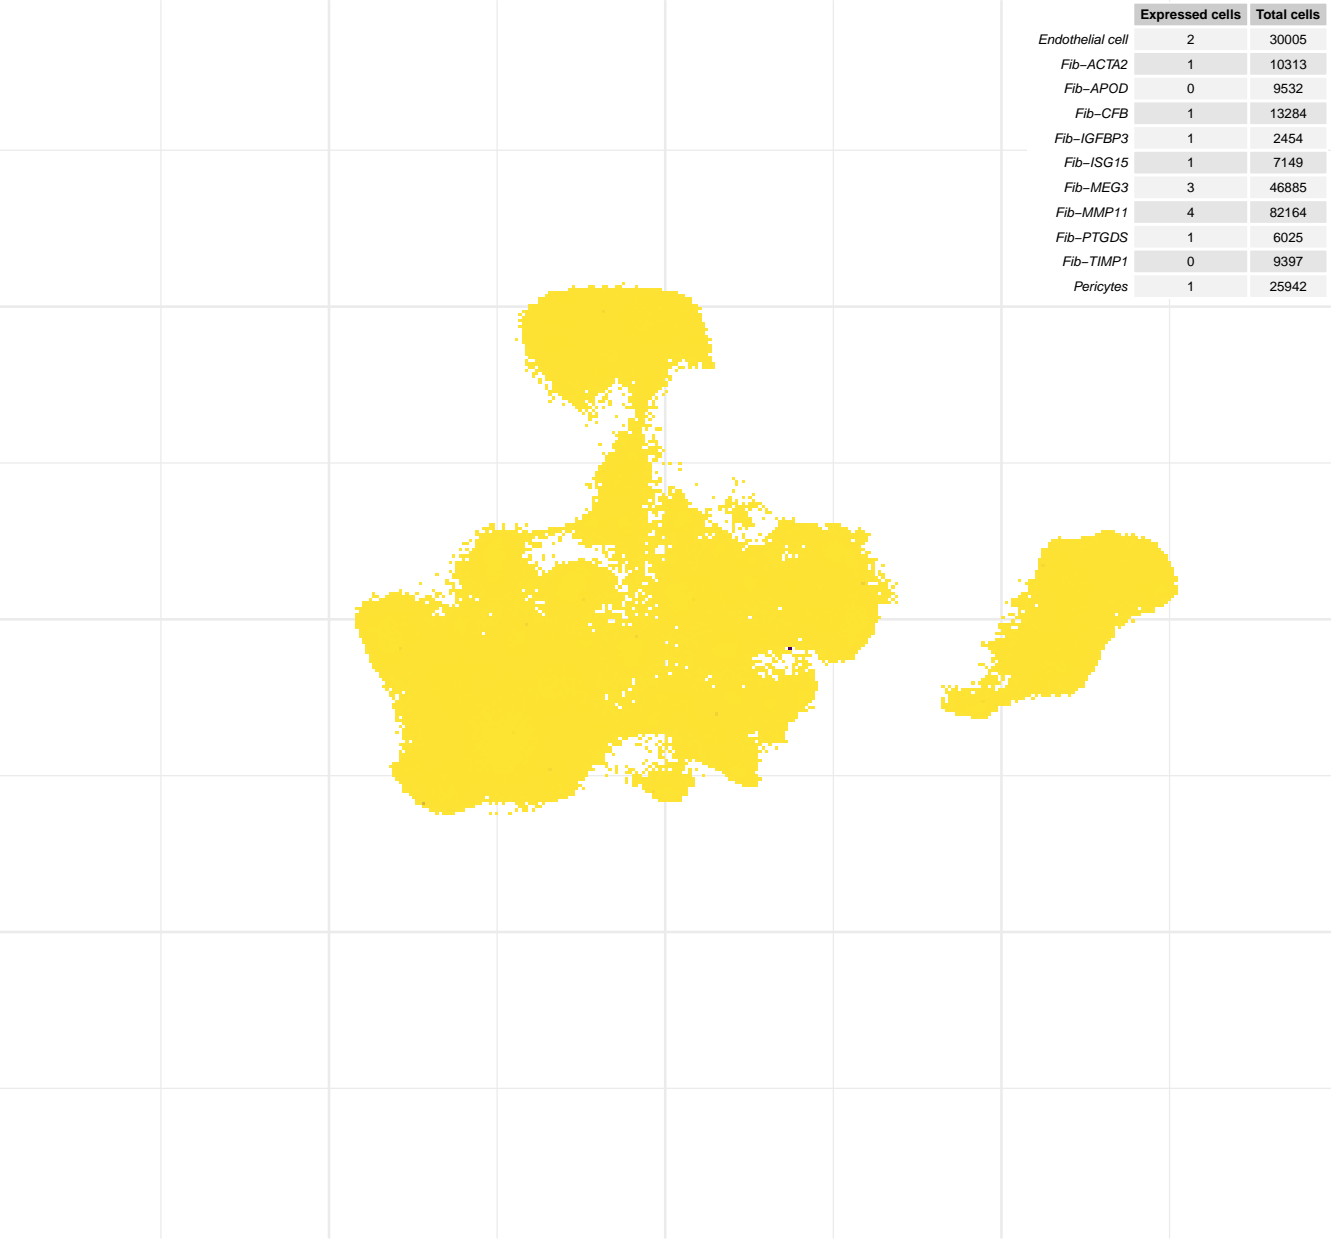 Expressed cells Total cells
Endothelial cell 2 30005
Fib−ACTA2 1 10313
Fib−APOD 0 9532
Fib−CFB 1 13284
Fib−IGFBP3 1 2454
Fib−ISG15 1 7149
Fib−MEG3 3 46885
Fib−MMP11 4 82164
Fib−PTGDS 1 6025
Fib−TIMP1 0 9397
Pericytes 1 25942